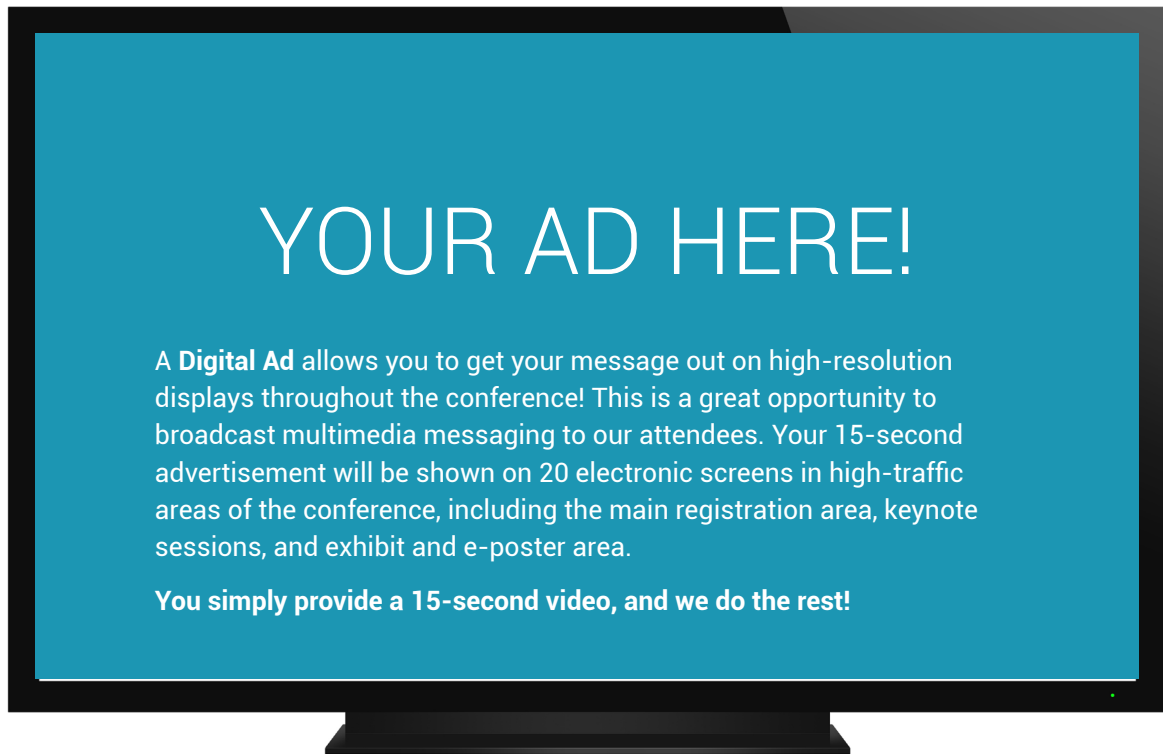 YOUR AD HERE!
A Digital Ad allows you to get your message out on high-resolution
displays throughout the conference! This is a great opportunity to
broadcast multimedia messaging to our attendees. Your 15-second
advertisement will be shown on 20 electronic screens in high-traffic
areas of the conference, including the main registration area, keynote
sessions, and exhibit and e-poster area.
You simply provide a 15-second video, and we do the rest!